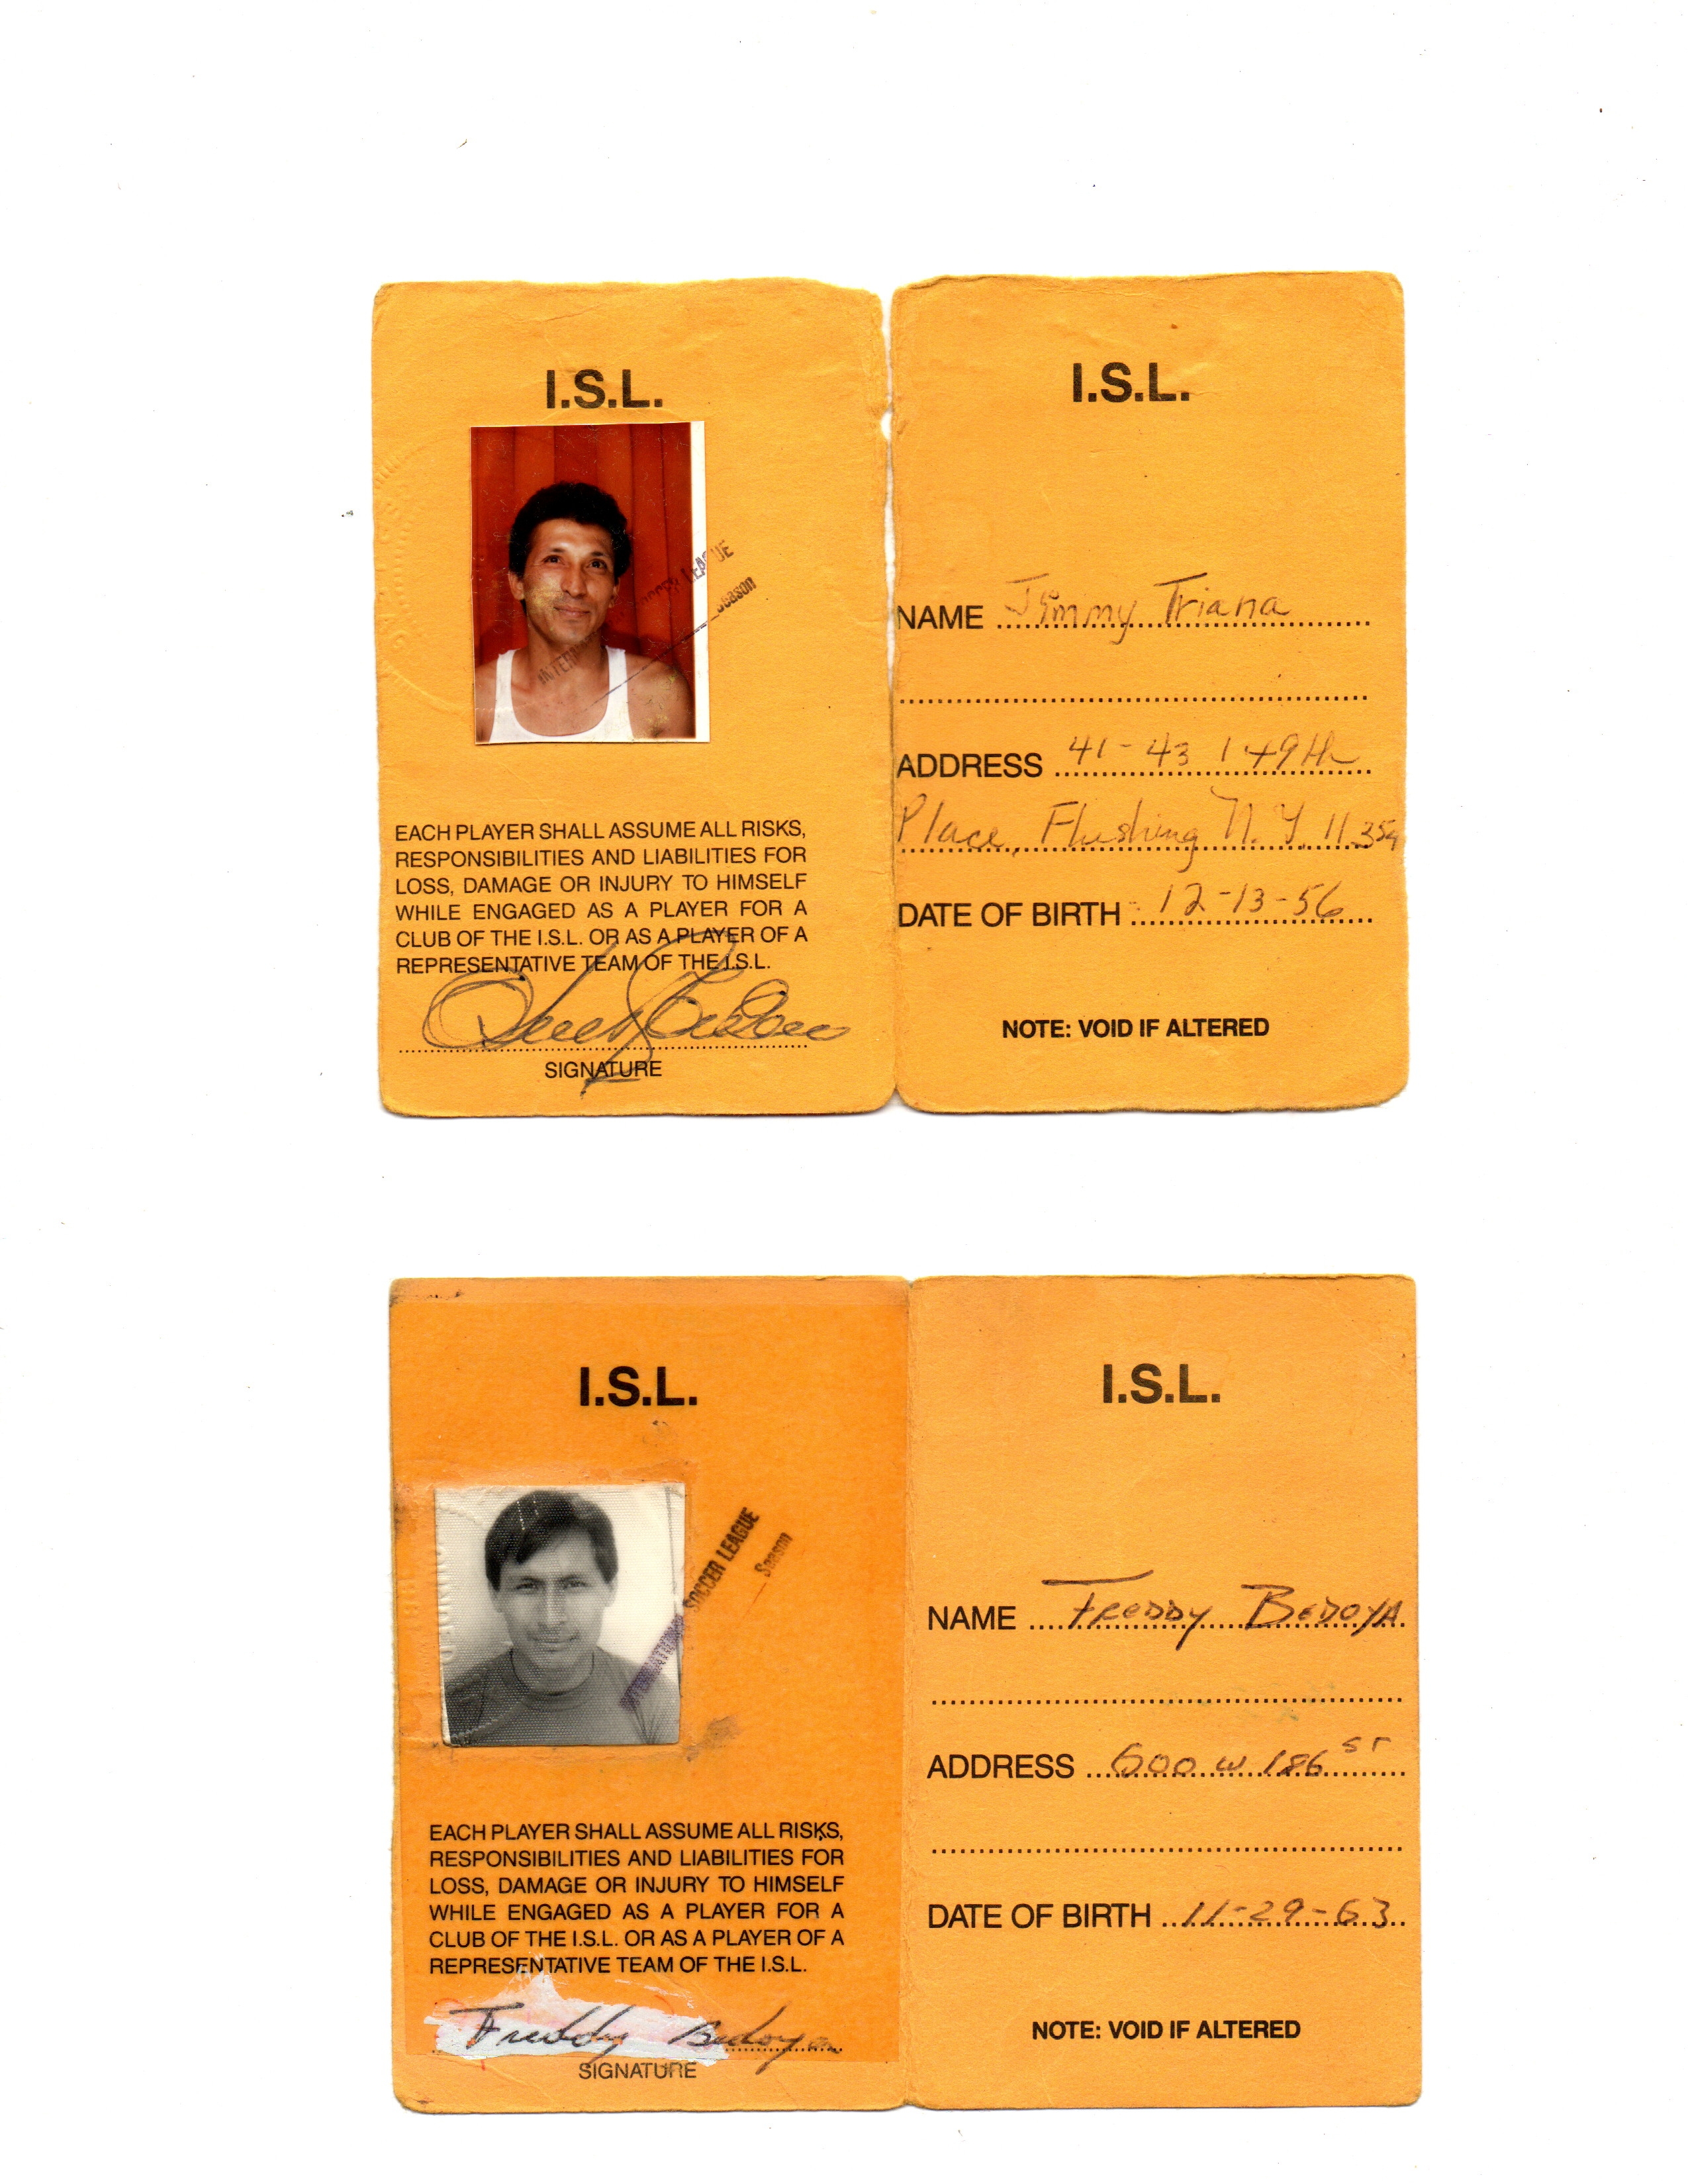 I.S.L.
SOCCER LEAGUE
Season
EACH PLAYER SHALL ASSUME ALL RISKS,
RESPONSIBILITIES AND LIABILITIES FOR
LOSS, DAMAGE OR INJURY TO HIMSELF
WHILE ENGAGED AS A PLAYER FOR A
CLUB OF THE I.S.L. OR AS A PLAYER OF A
REPRESENTATIVE TEAM OF THE I.S.L.
SIGNATURE
I.S.L.
NAME Jimmy Triana
ADDRESS 41-43 149th
Place, Flushing N.Y. 11354
DATE OF BIRTH 12-13-56
NOTE: VOID IF ALTERED
I.S.L.
INTERNATIONAL SOCCER LEAGUE
Season
EACH PLAYER SHALL ASSUME ALL RISKS,
RESPONSIBILITIES AND LIABILITIES FOR
LOSS, DAMAGE OR INJURY TO HIMSELF
WHILE ENGAGED AS A PLAYER FOR A
CLUB OF THE I.S.L. OR AS A PLAYER OF A
REPRESENTATIVE TEAM OF THE I.S.L.
Freddy Bedoya
SIGNATURE
I.S.L.
NAME FREDDY BEDOYA
ADDRESS 600 W 186 ST
DATE OF BIRTH 11-29-63
NOTE: VOID IF ALTERED